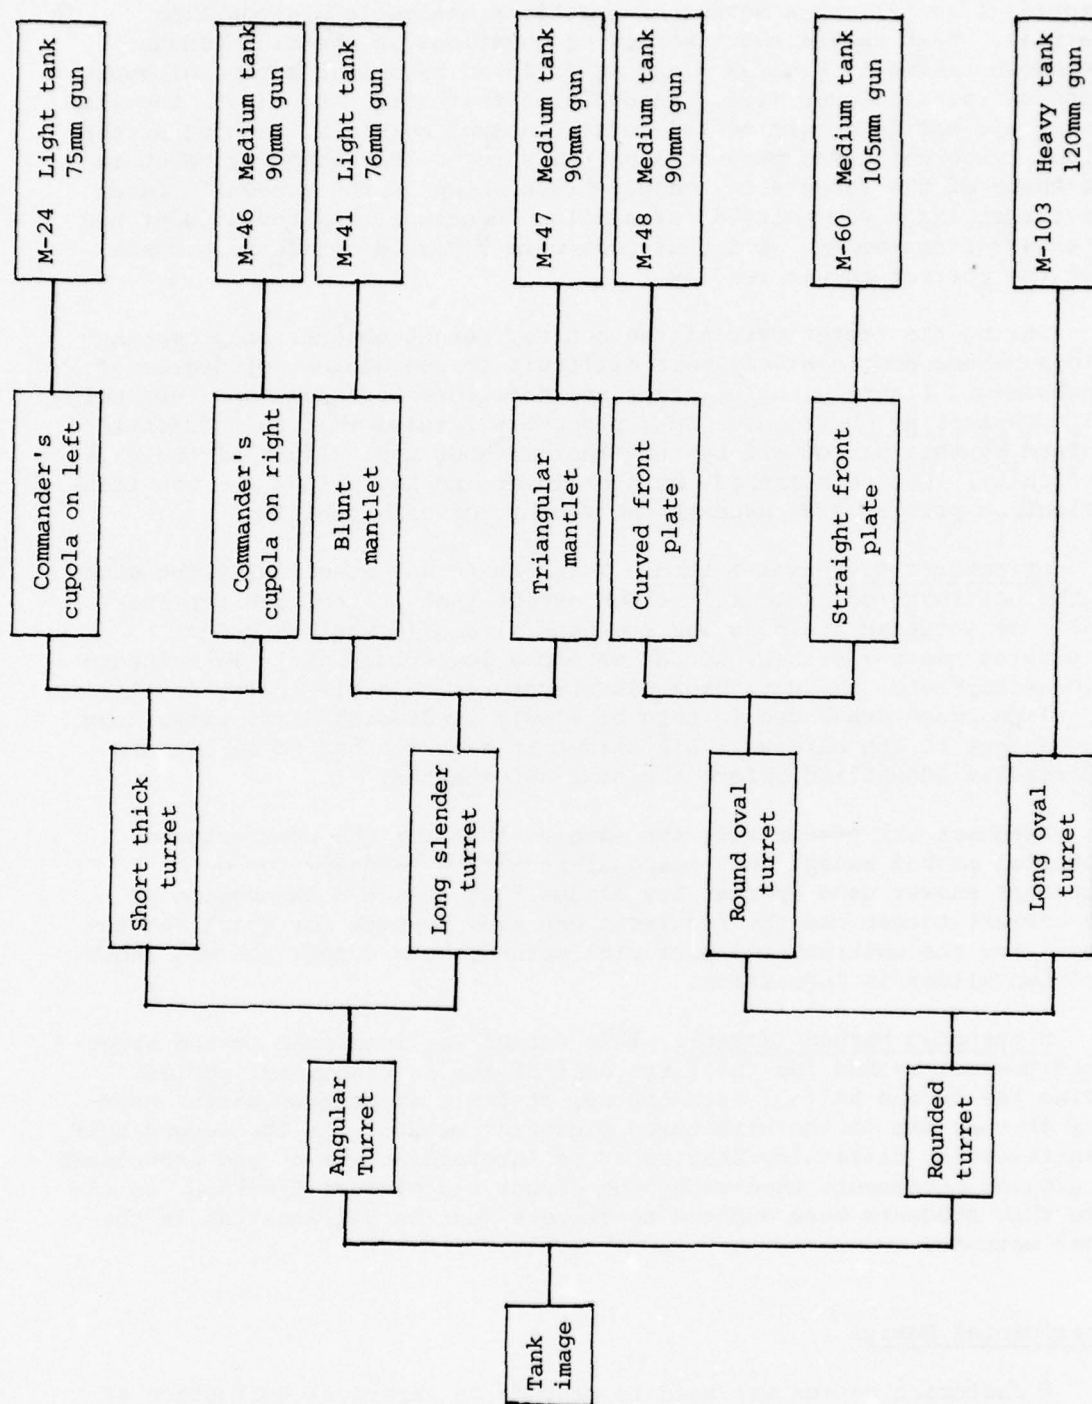 Tank
image
Angular
Turret
Rounded
turret
Short thick
turret
Long slender
turret
Round oval
turret
Long oval
turret
Commander's
cupola on left
Commander's
cupola on right
Blunt
mantlet
Triangular
mantlet
Curved front
plate
Straight front
plate
M-24 Light tank
75mm gun
M-46 Medium tank
90mm gun
M-41 Light tank
76mm gun
M-47 Medium tank
90mm gun
M-48 Medium tank
90mm gun
M-60 Medium tank
105mm gun
M-103 Heavy tank
120mm gun